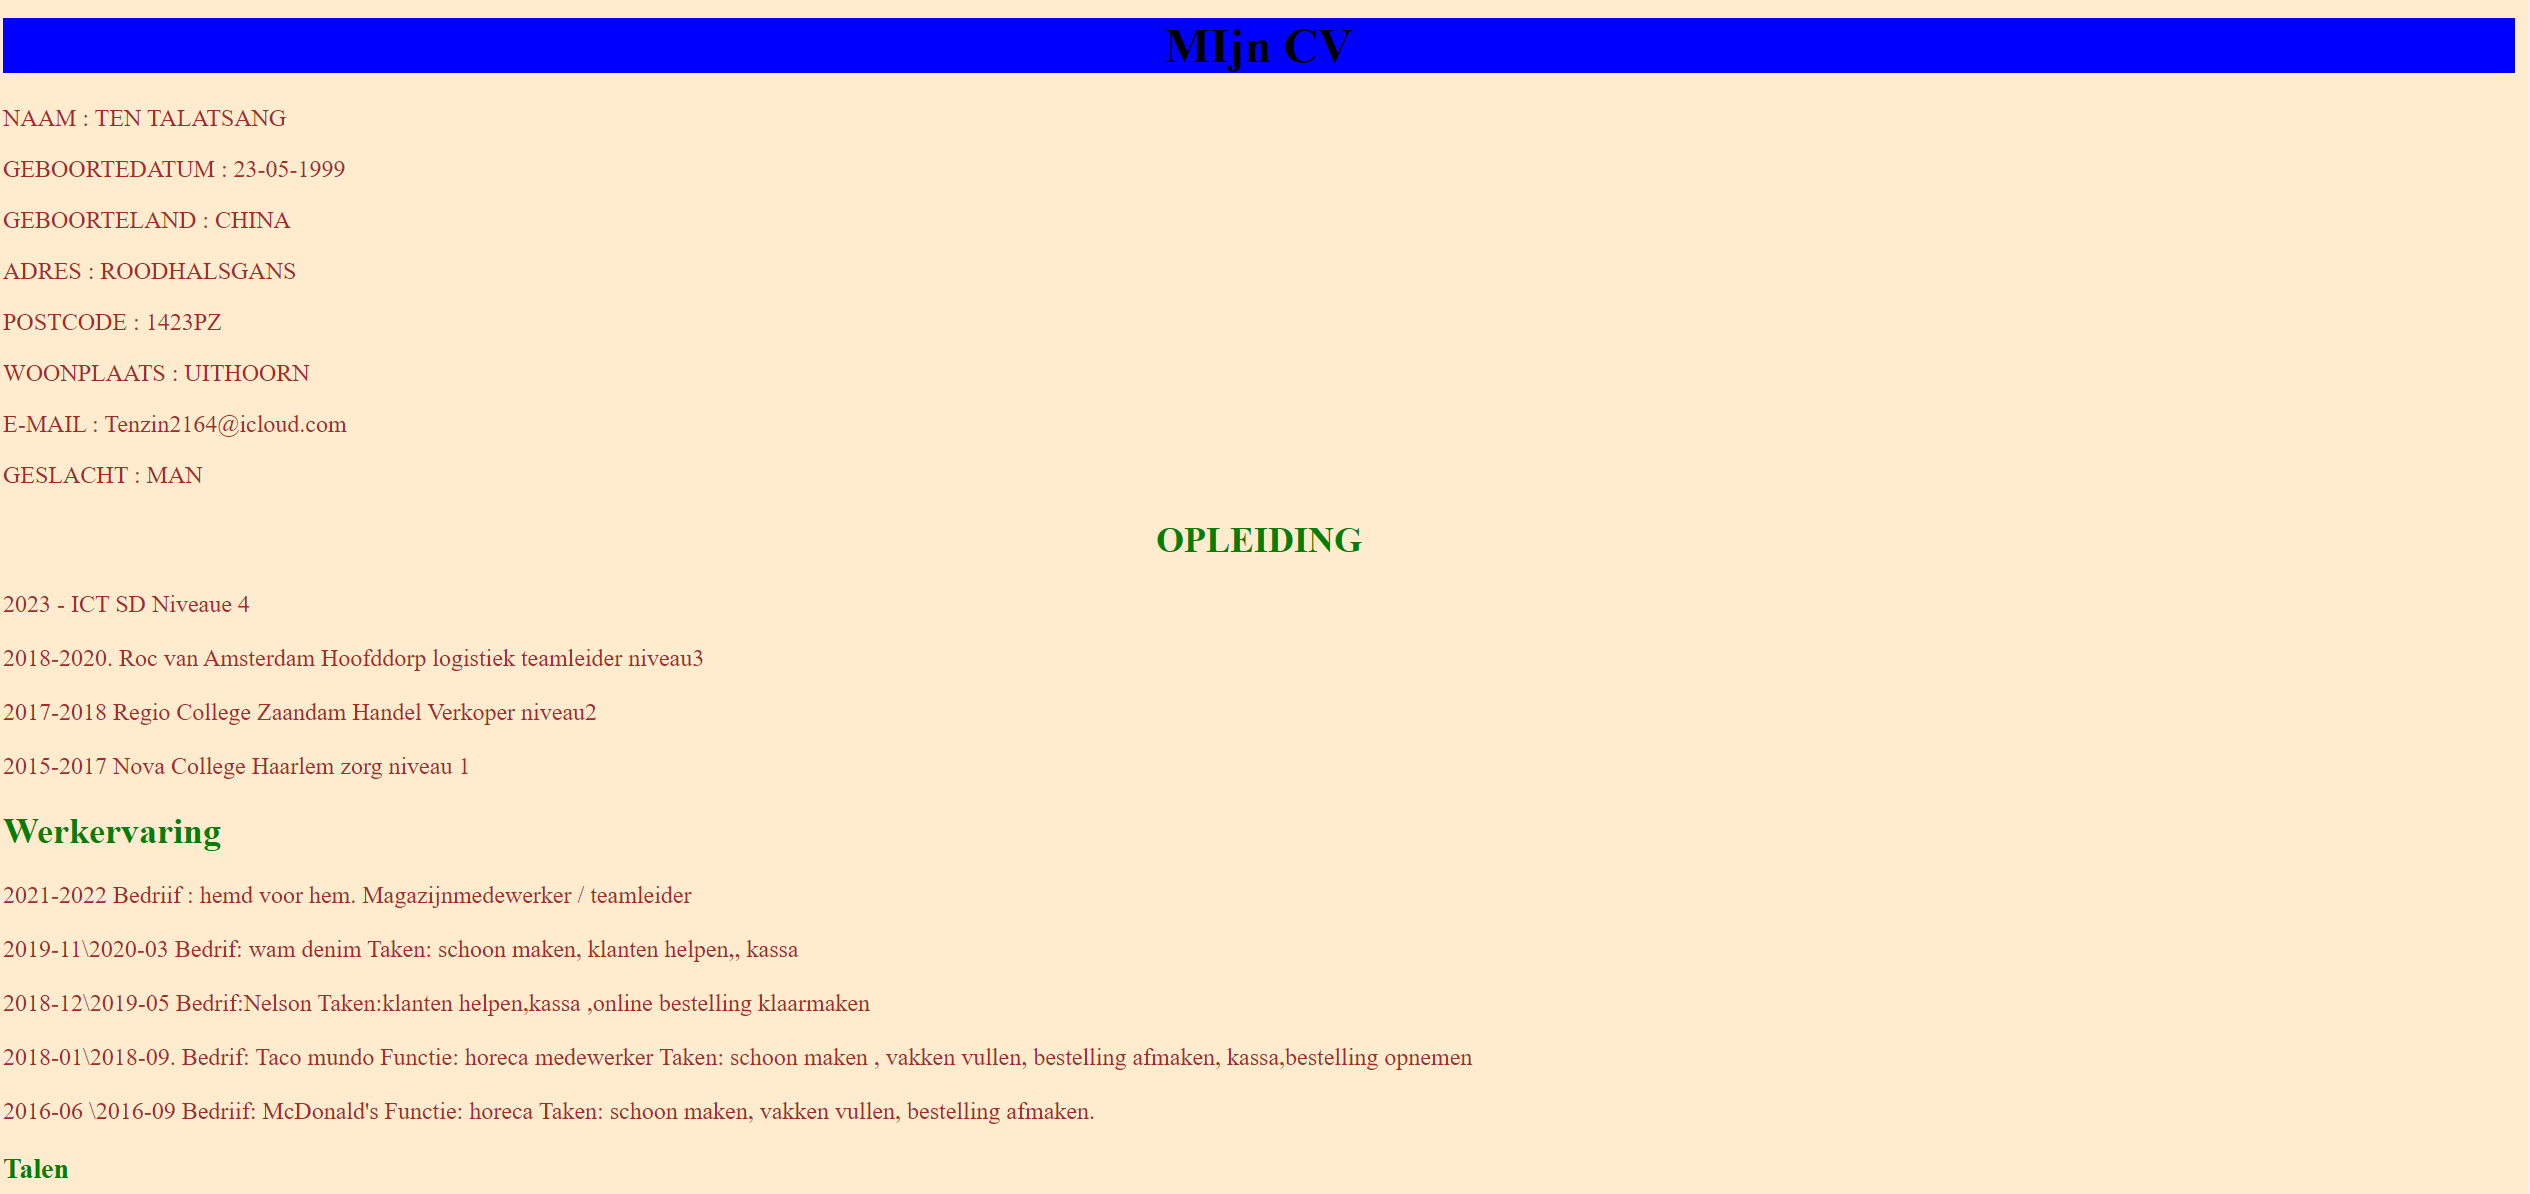 MIjn CV
NAAM : TEN TALATSANG
GEBOORTEDATUM : 23-05-1999
GEBOORTELAND : CHINA
ADRES : ROODHALSGANS
POSTCODE : 1423PZ
WOONPLAATS : UITHOORN
E-MAIL : Tenzin2164@icloud.com
GESLACHT : MAN
OPLEIDING
2023 - ICT SD Niveaue 4
2018-2020. Roc van Amsterdam Hoofddorp logistiek teamleider niveau3
2017-2018 Regio College Zaandam Handel Verkoper niveau2
2015-2017 Nova College Haarlem zorg niveau 1
Werkervaring
2021-2022 Bedriif : hemd voor hem. Magazijnmedewerker / teamleider
2019-11\2020-03 Bedrif: wam denim Taken: schoon maken, klanten helpen,, kassa
2018-12\2019-05 Bedrif:Nelson Taken:klanten helpen,kassa ,online bestelling klaarmaken
2018-01\2018-09. Bedrif: Taco mundo Functie: horeca medewerker Taken: schoon maken , vakken vullen, bestelling afmaken, kassa,bestelling opnemen
2016-06 \2016-09 Bedriif: McDonald's Functie: horeca Taken: schoon maken, vakken vullen, bestelling afmaken.
Talen